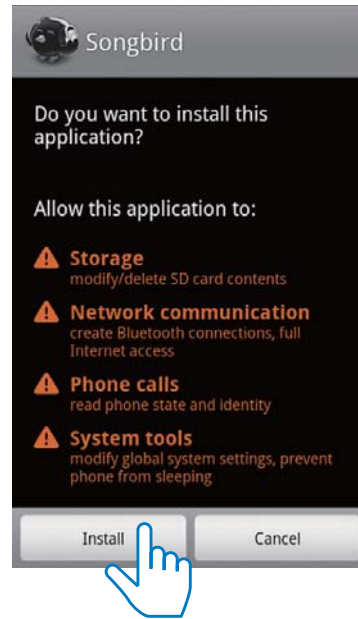 Songbird
Do you want to install this
application?
Allow this application to:
Storage
modify/delete SD card contents
Network communication
create Bluetooth connections, full
Internet access
Phone calls
read phone state and identity
System tools
modify global system settings, prevent
phone from sleeping
Install
Cancel